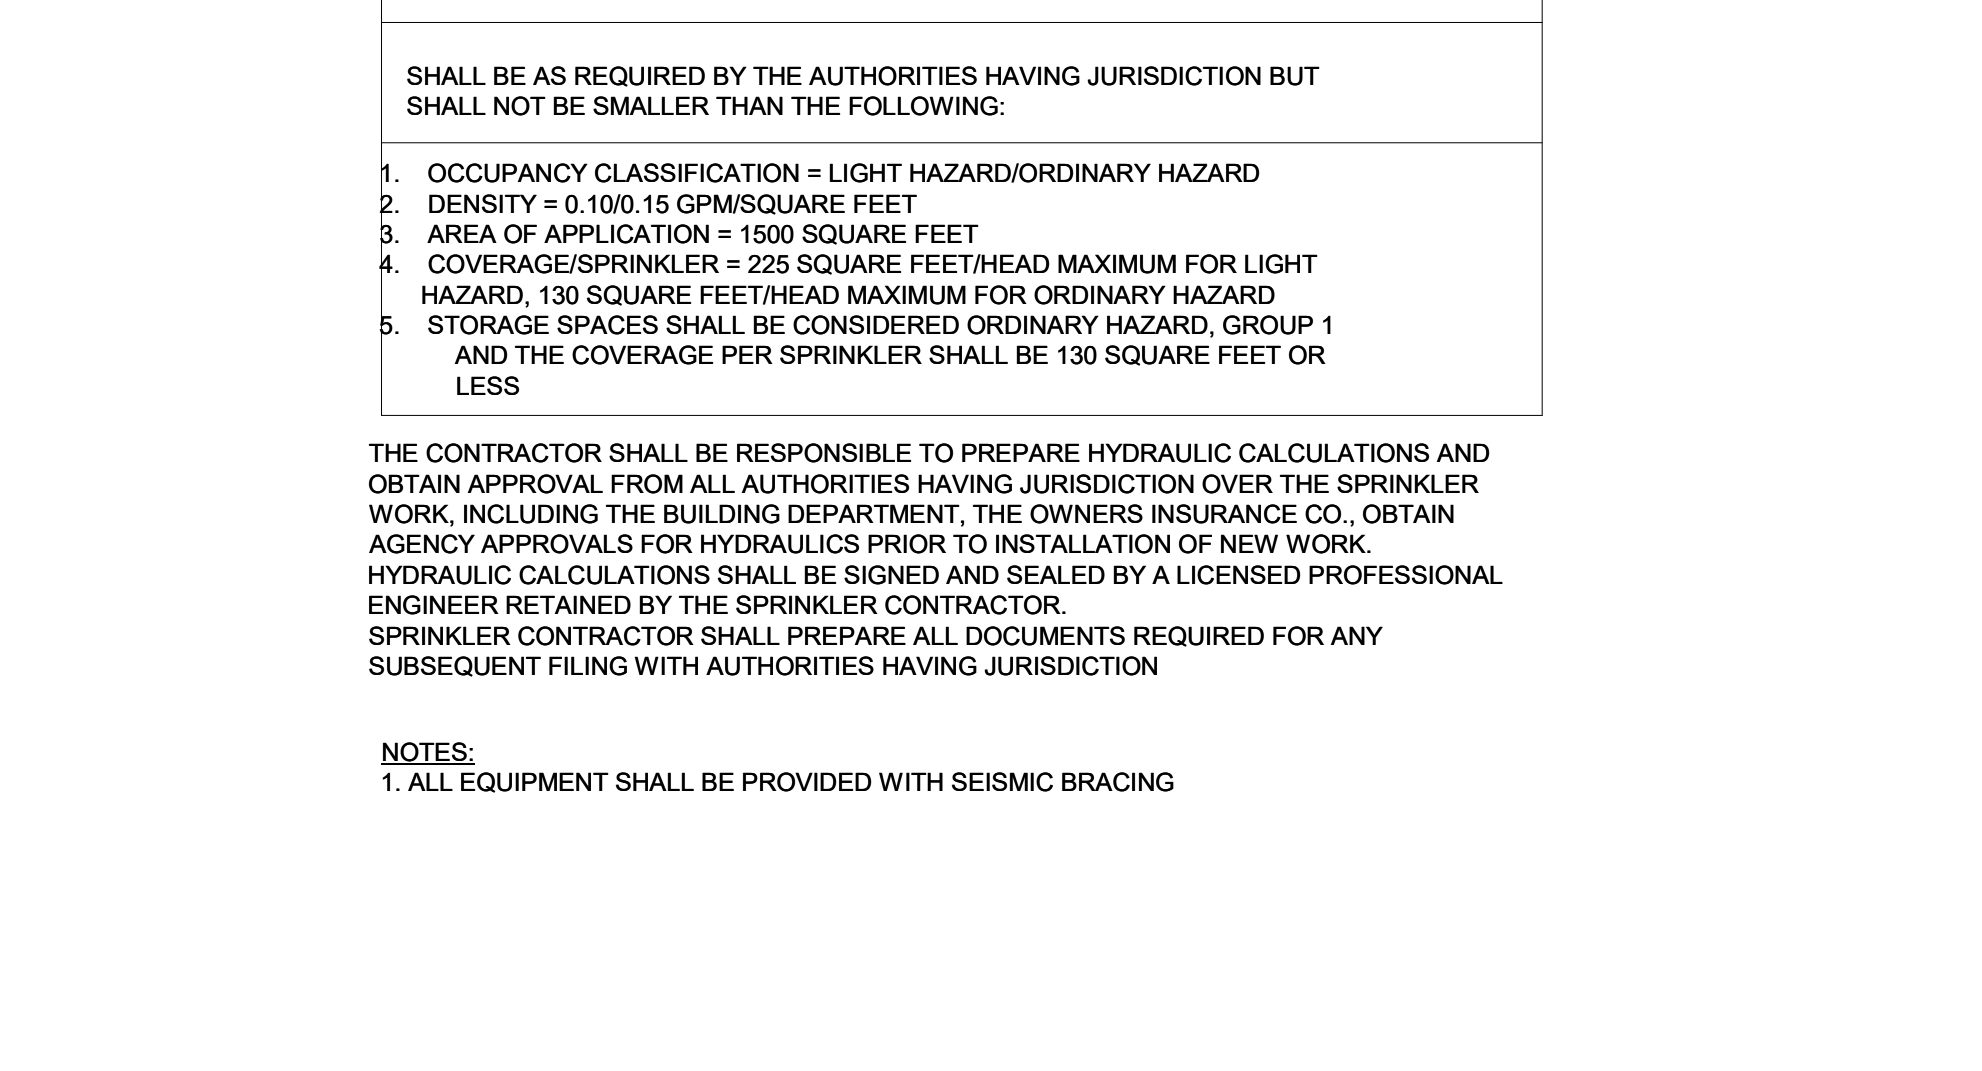 SHALL BE AS REQUIRED BY THE AUTHORITIES HAVING JURISDICTION BUT
SHALL NOT BE SMALLER THAN THE FOLLOWING:
1. OCCUPANCY CLASSIFICATION = LIGHT HAZARD/ORDINARY HAZARD
2. DENSITY = 0.10/0.15 GPM/SQUARE FEET
3. AREA OF APPLICATION = 1500 SQUARE FEET
4. COVERAGE/SPRINKLER = 225 SQUARE FEET/HEAD MAXIMUM FOR LIGHT
HAZARD, 130 SQUARE FEET/HEAD MAXIMUM FOR ORDINARY HAZARD
5. STORAGE SPACES SHALL BE CONSIDERED ORDINARY HAZARD, GROUP 1
AND THE COVERAGE PER SPRINKLER SHALL BE 130 SQUARE FEET OR
LESS
THE CONTRACTOR SHALL BE RESPONSIBLE TO PREPARE HYDRAULIC CALCULATIONS AND
OBTAIN APPROVAL FROM ALL AUTHORITIES HAVING JURISDICTION OVER THE SPRINKLER
WORK, INCLUDING THE BUILDING DEPARTMENT, THE OWNERS INSURANCE CO., OBTAIN
AGENCY APPROVALS FOR HYDRAULICS PRIOR TO INSTALLATION OF NEW WORK.
HYDRAULIC CALCULATIONS SHALL BE SIGNED AND SEALED BY A LICENSED PROFESSIONAL
ENGINEER RETAINED BY THE SPRINKLER CONTRACTOR.
SPRINKLER CONTRACTOR SHALL PREPARE ALL DOCUMENTS REQUIRED FOR ANY
SUBSEQUENT FILING WITH AUTHORITIES HAVING JURISDICTION
NOTES:
1. ALL EQUIPMENT SHALL BE PROVIDED WITH SEISMIC BRACING